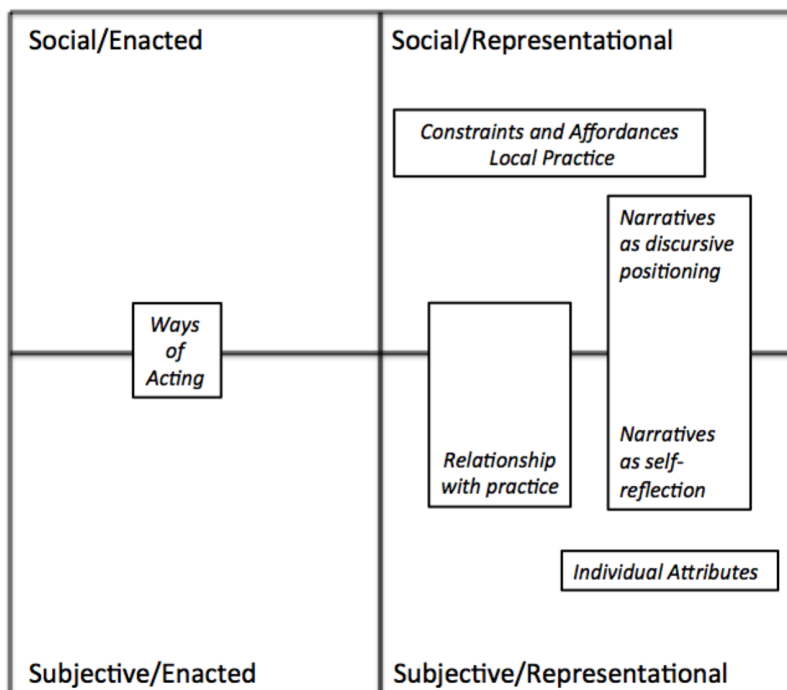 Social/Enacted
Social/Representational
Constraints and Affordances
Local Practice
Narratives
as discursive
positioning
Ways
of
Acting
Relationship
with practice
Narratives
as self-
reflection
Individual Attributes
Subjective/Enacted
Subjective/Representational